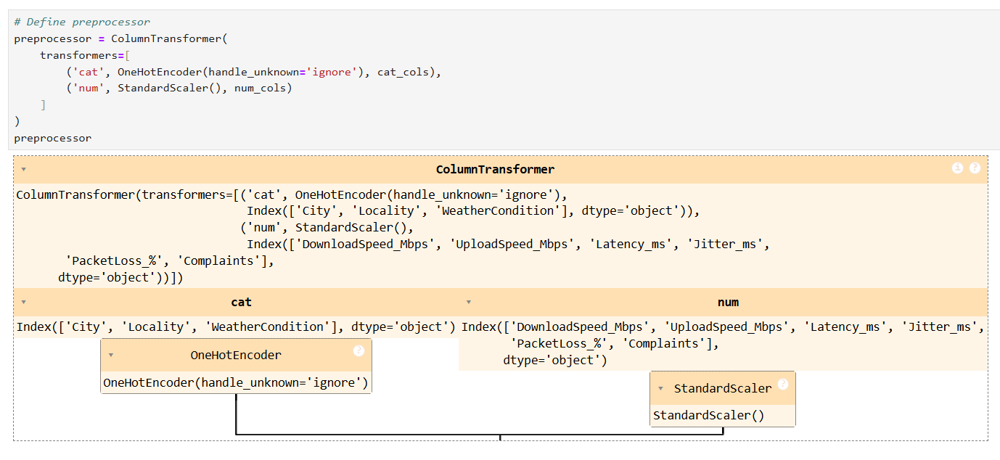 # Define preprocessor
preprocessor = ColumnTransformer(
    transformers=[
        ('cat', OneHotEncoder(handle_unknown='ignore'), cat_cols),
        ('num', StandardScaler(), num_cols)
    ]
)
preprocessor
ColumnTransformer
i ?
ColumnTransformer(transformers=[('cat', OneHotEncoder(handle_unknown='ignore'),
                                 Index(['City', 'Locality', 'WeatherCondition'], dtype='object')),
                                ('num', StandardScaler(),
                                 Index(['DownloadSpeed_Mbps', 'UploadSpeed_Mbps', 'Latency_ms', 'Jitter_ms',
       'PacketLoss_%', 'Complaints'],
      dtype='object'))])
cat
Index(['City', 'Locality', 'WeatherCondition'], dtype='object')
OneHotEncoder
?
OneHotEncoder(handle_unknown='ignore')
num
Index(['DownloadSpeed_Mbps', 'UploadSpeed_Mbps', 'Latency_ms', 'Jitter_ms',
       'PacketLoss_%', 'Complaints'],
      dtype='object')
StandardScaler
?
StandardScaler()